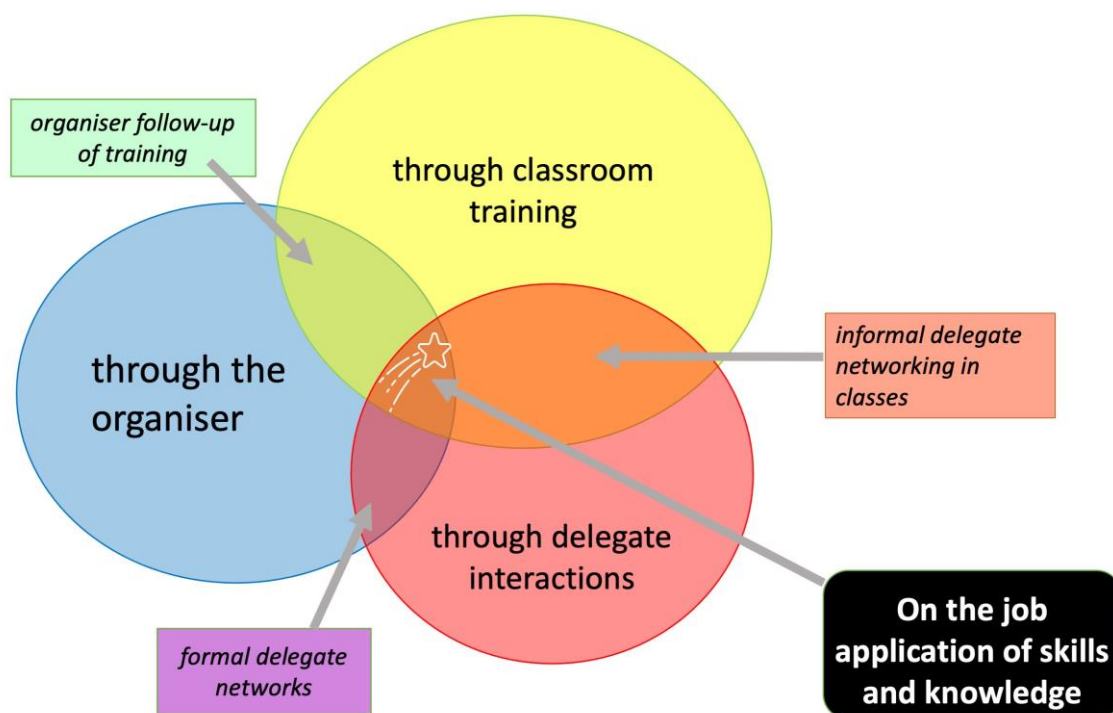 organiser follow-up
of training
through classroom
training
through the
organiser
informal delegate
networking in
classes
through delegate
interactions
formal delegate
networks
On the job
application of skills
and knowledge